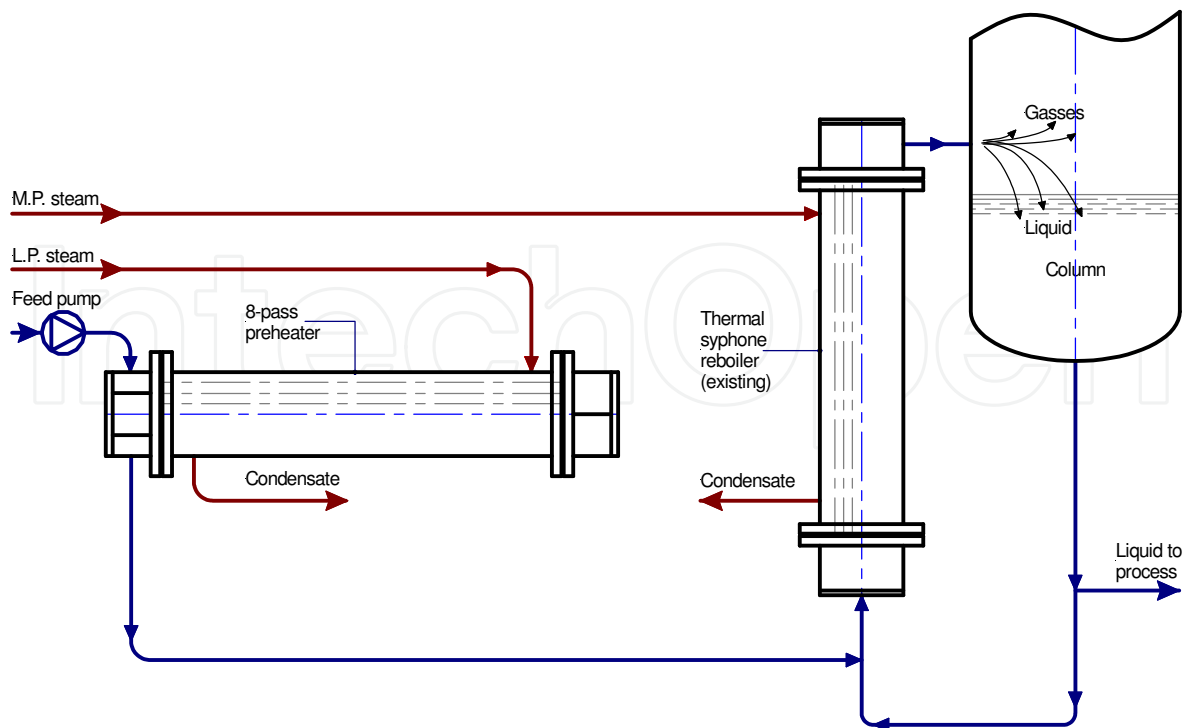 Gasses
M.P. steam
Liquid
L.P. steam
Column
Feed pump
8-pass
preheater
Thermal
syphone
reboiler
(existing)
Condensate
Condensate
Liquid to
process
IntechOpen